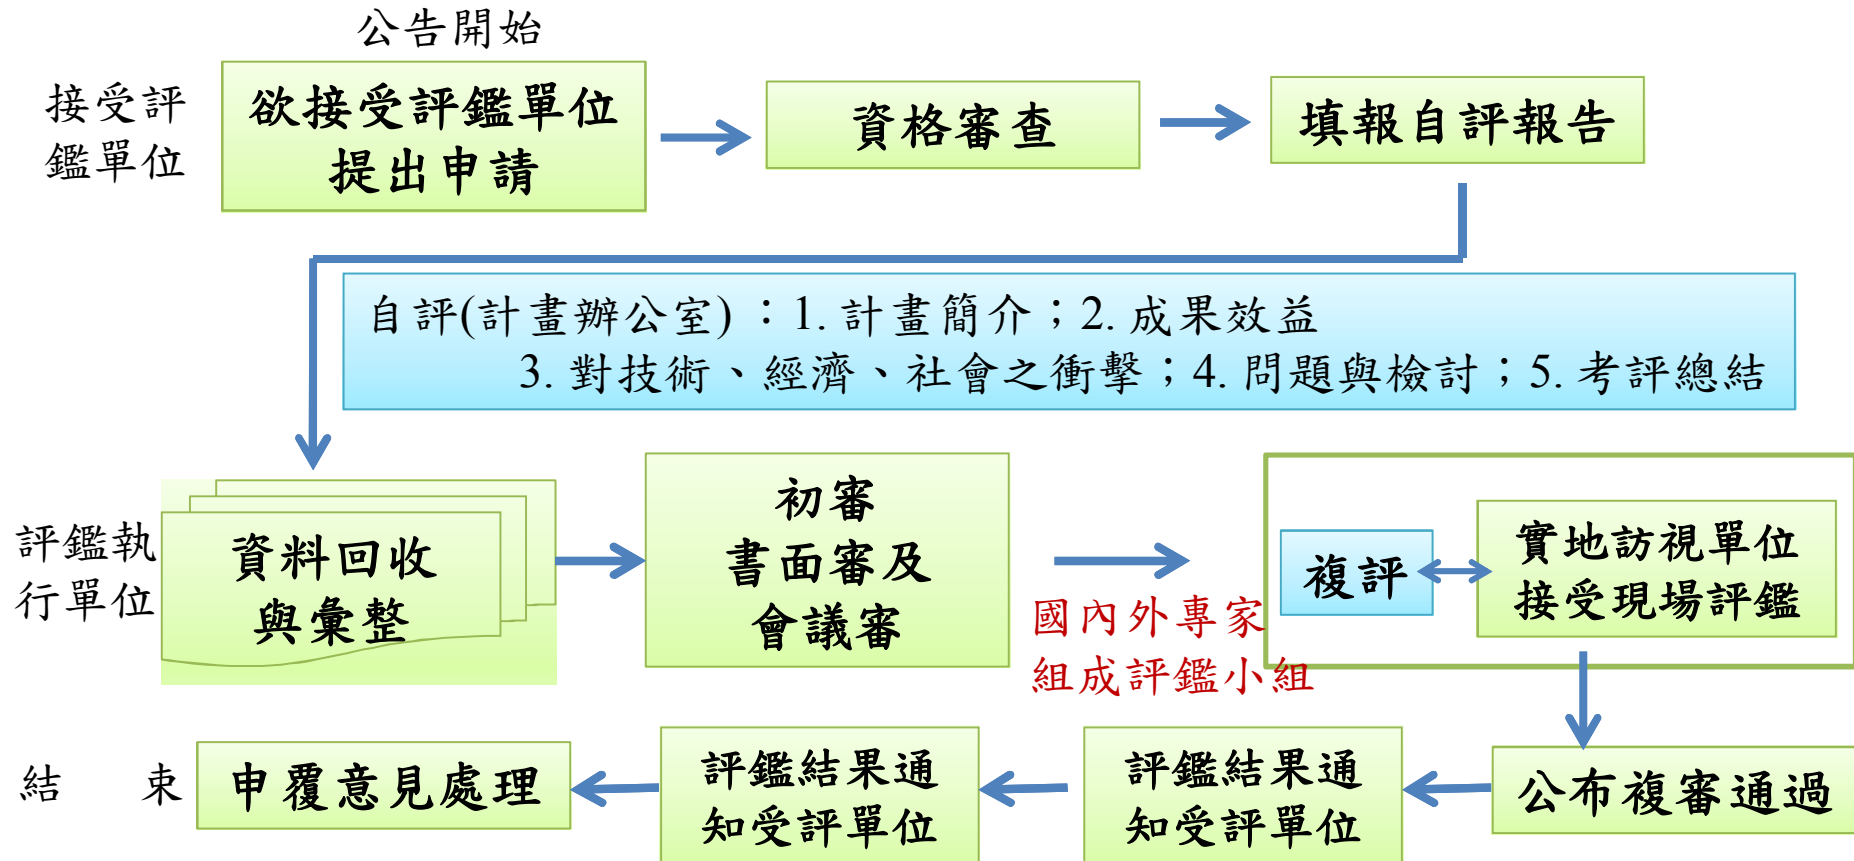 公告開始
接受評
鑑單位
欲接受評鑑單位
提出申請
資格審查
填報自評報告
自評(計畫辦公室)：1. 計畫簡介；2. 成果效益
3. 對技術、經濟、社會之衝擊；4. 問題與檢討；5. 考評總結
評鑑執
行單位
資料回收
與彙整
初審
書面審及
會議審
國內外專家
組成評鑑小組
複評
實地訪視單位
接受現場評鑑
結 束
申覆意見處理
評鑑結果通
知受評單位
評鑑結果通
知受評單位
公布複審通過